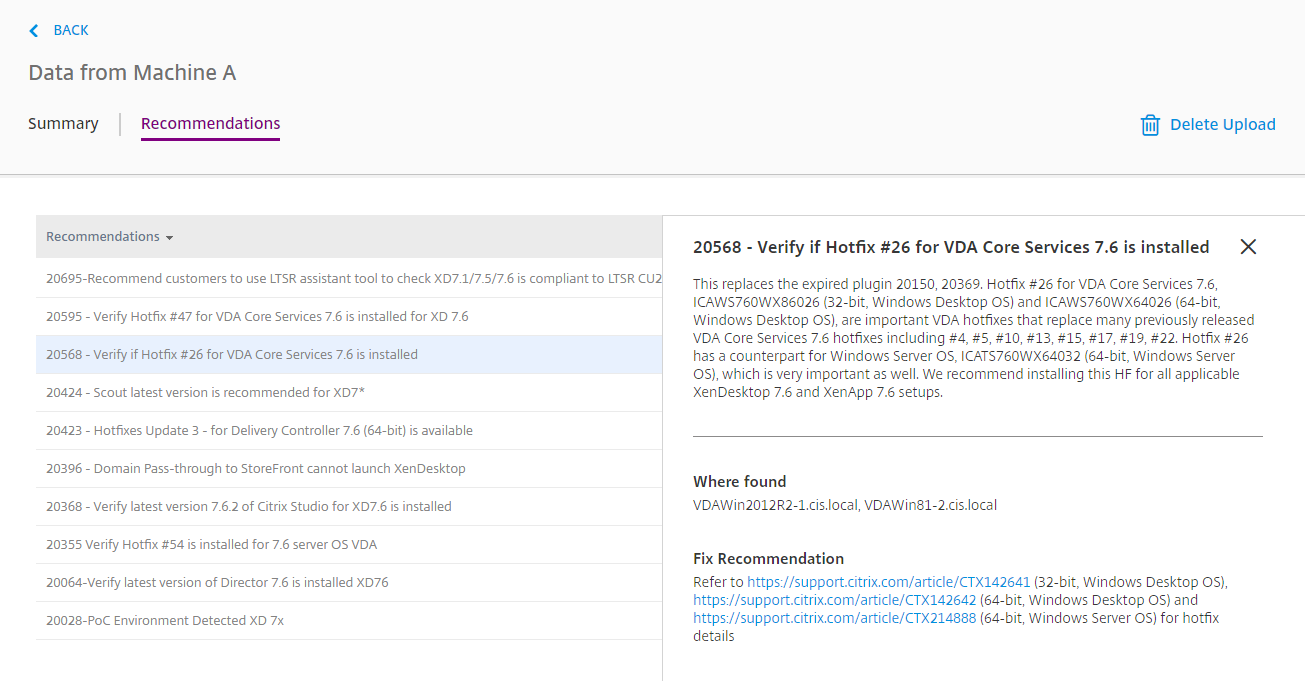 BACK
Data from Machine A
Summary
Recommendations
Delete Upload
Recommendations
20695-Recommend customers to use LTSR assistant tool to check XD7.1/7.5/7.6 is compliant to LTSR CU2
20595 - Verify Hotfix #47 for VDA Core Services 7.6 is installed for XD 7.6
20568 - Verify if Hotfix #26 for VDA Core Services 7.6 is installed
20424 - Scout latest version is recommended for XD7*
20423 - Hotfixes Update 3 - for Delivery Controller 7.6 (64-bit) is available
20396 - Domain Pass-through to StoreFront cannot launch XenDesktop
20368 - Verify latest version 7.6.2 of Citrix Studio for XD7.6 is installed
20355 Verify Hotfix #54 is installed for 7.6 server OS VDA
20064-Verify latest version of Director 7.6 is installed XD76
20028-PoC Environment Detected XD 7x
20568 - Verify if Hotfix #26 for VDA Core Services 7.6 is installed
This replaces the expired plugin 20150, 20369. Hotfix #26 for VDA Core Services 7.6,
ICAWS760WX86026 (32-bit, Windows Desktop OS) and ICAWS760WX64026 (64-bit,
Windows Desktop OS), are important VDA hotfixes that replace many previously released
VDA Core Services 7.6 hotfixes including #4, #5, #10, #13, #15, #17, #19, #22. Hotfix #26
has a counterpart for Windows Server OS, ICATS760WX64032 (64-bit, Windows Server
OS), which is very important as well. We recommend installing this HF for all applicable
XenDesktop 7.6 and XenApp 7.6 setups.
Where found
VDAWin2012R2-1.cis.local, VDAWin81-2.cis.local
Fix Recommendation
Refer to https://support.citrix.com/article/CTX142641 (32-bit, Windows Desktop OS),
https://support.citrix.com/article/CTX142642 (64-bit, Windows Desktop OS) and
https://support.citrix.com/article/CTX214888 (64-bit, Windows Server OS) for hotfix
details